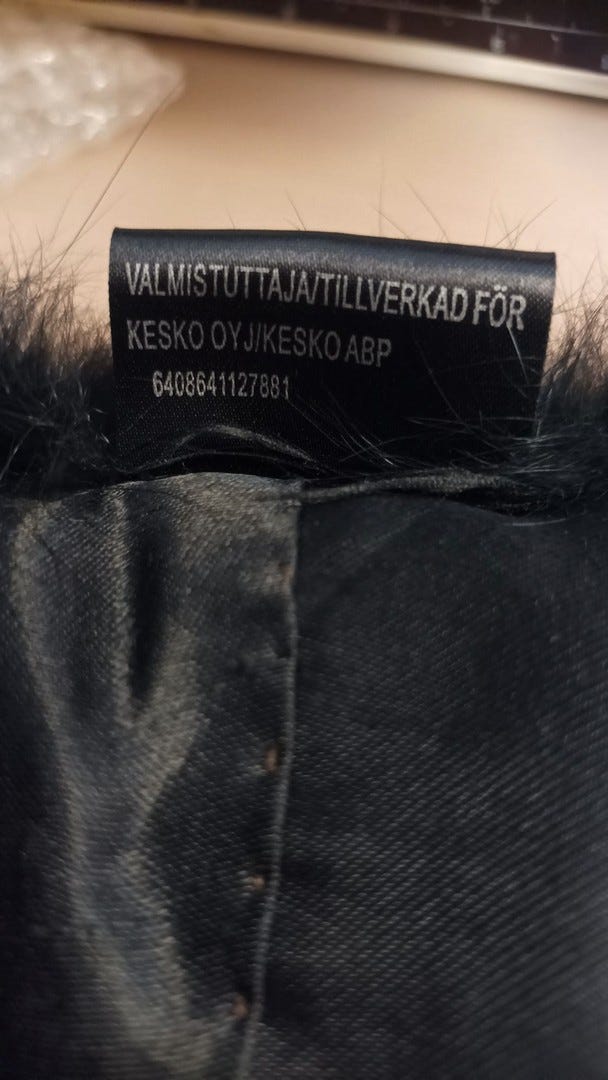 VALMISTUTTAJA/TILLVERKAD FÖR
KESKO OYJ/KESKO ABP
6408641127881